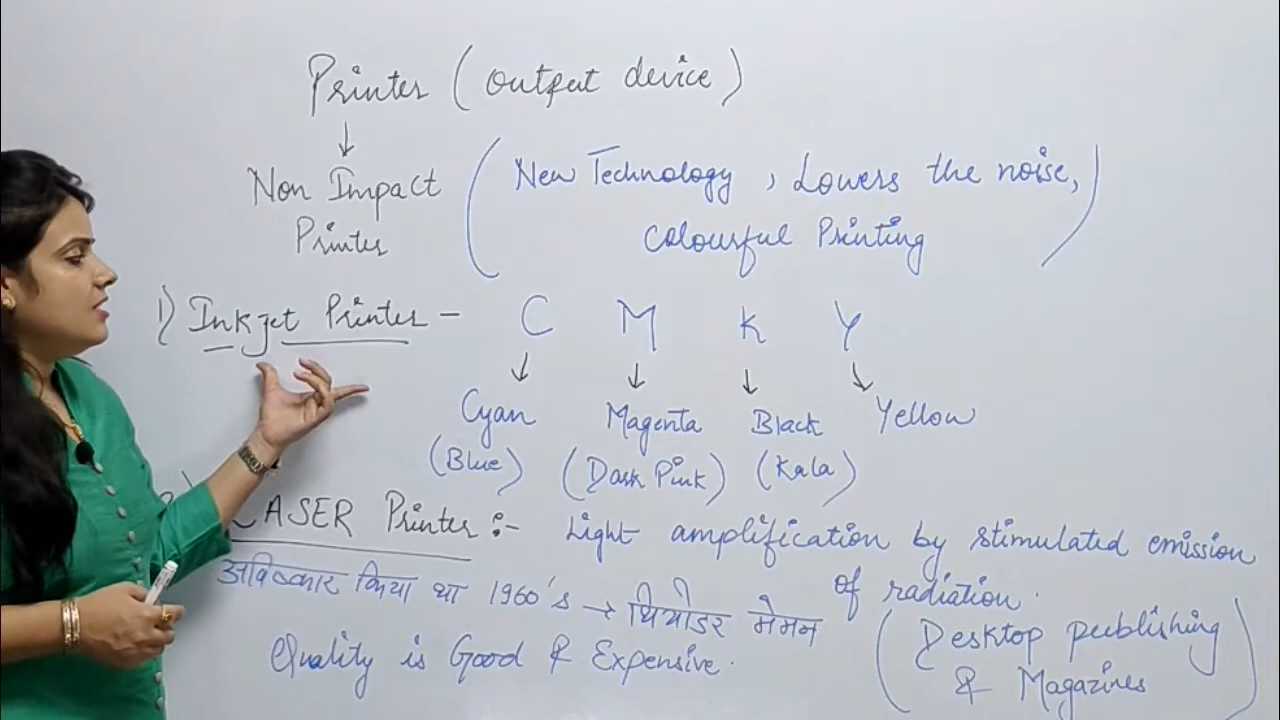 Printer (output device)
↓
Non Impact Printer (New Technology, Lowers the noise, Colourful Printing)
1) Inkjet Printer - C M K Y
↓ ↓ ↓ ↘
Cyan Magenta Black Yellow
(Blue) (Dark Pink) (Kala)
2) LASER Printer :- Light amplification by stimulated emission
of radiation.
अविष्कार किया था 1960's → थियोडर मेमन
Quality is Good & Expensive.
(Desktop publishing
& Magazines)